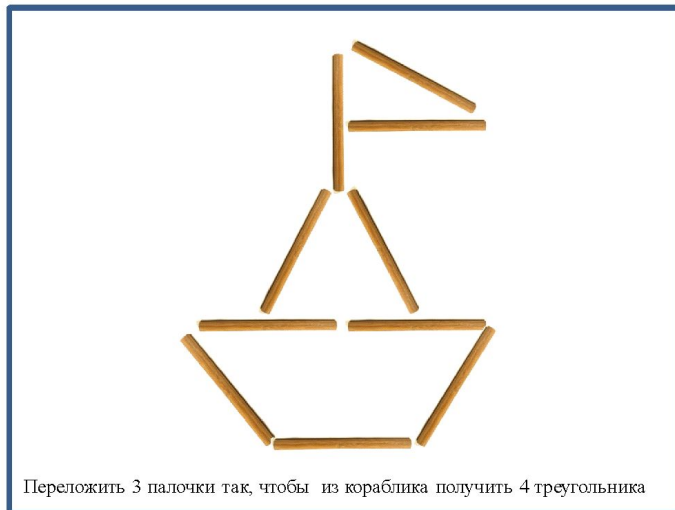 Переложить 3 палочки так, чтобы из кораблика получить 4 треугольника